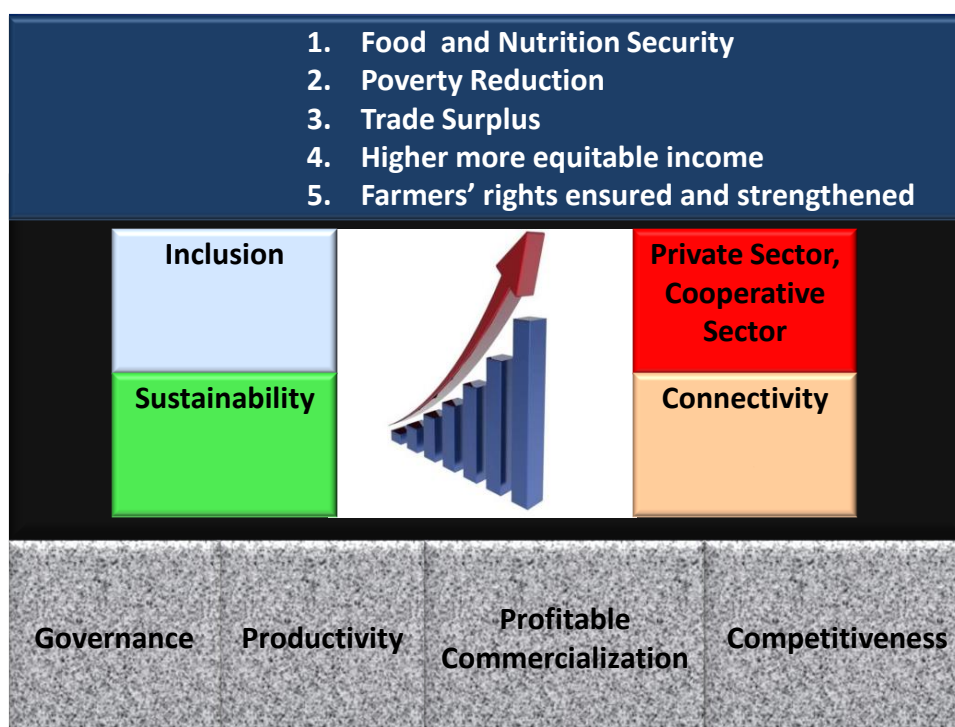 1. Food and Nutrition Security
2. Poverty Reduction
3. Trade Surplus
4. Higher more equitable income
5. Farmers’ rights ensured and strengthened
Inclusion
Private Sector,
Cooperative
Sector
Sustainability
Connectivity
Governance
Productivity
Profitable
Commercialization
Competitiveness